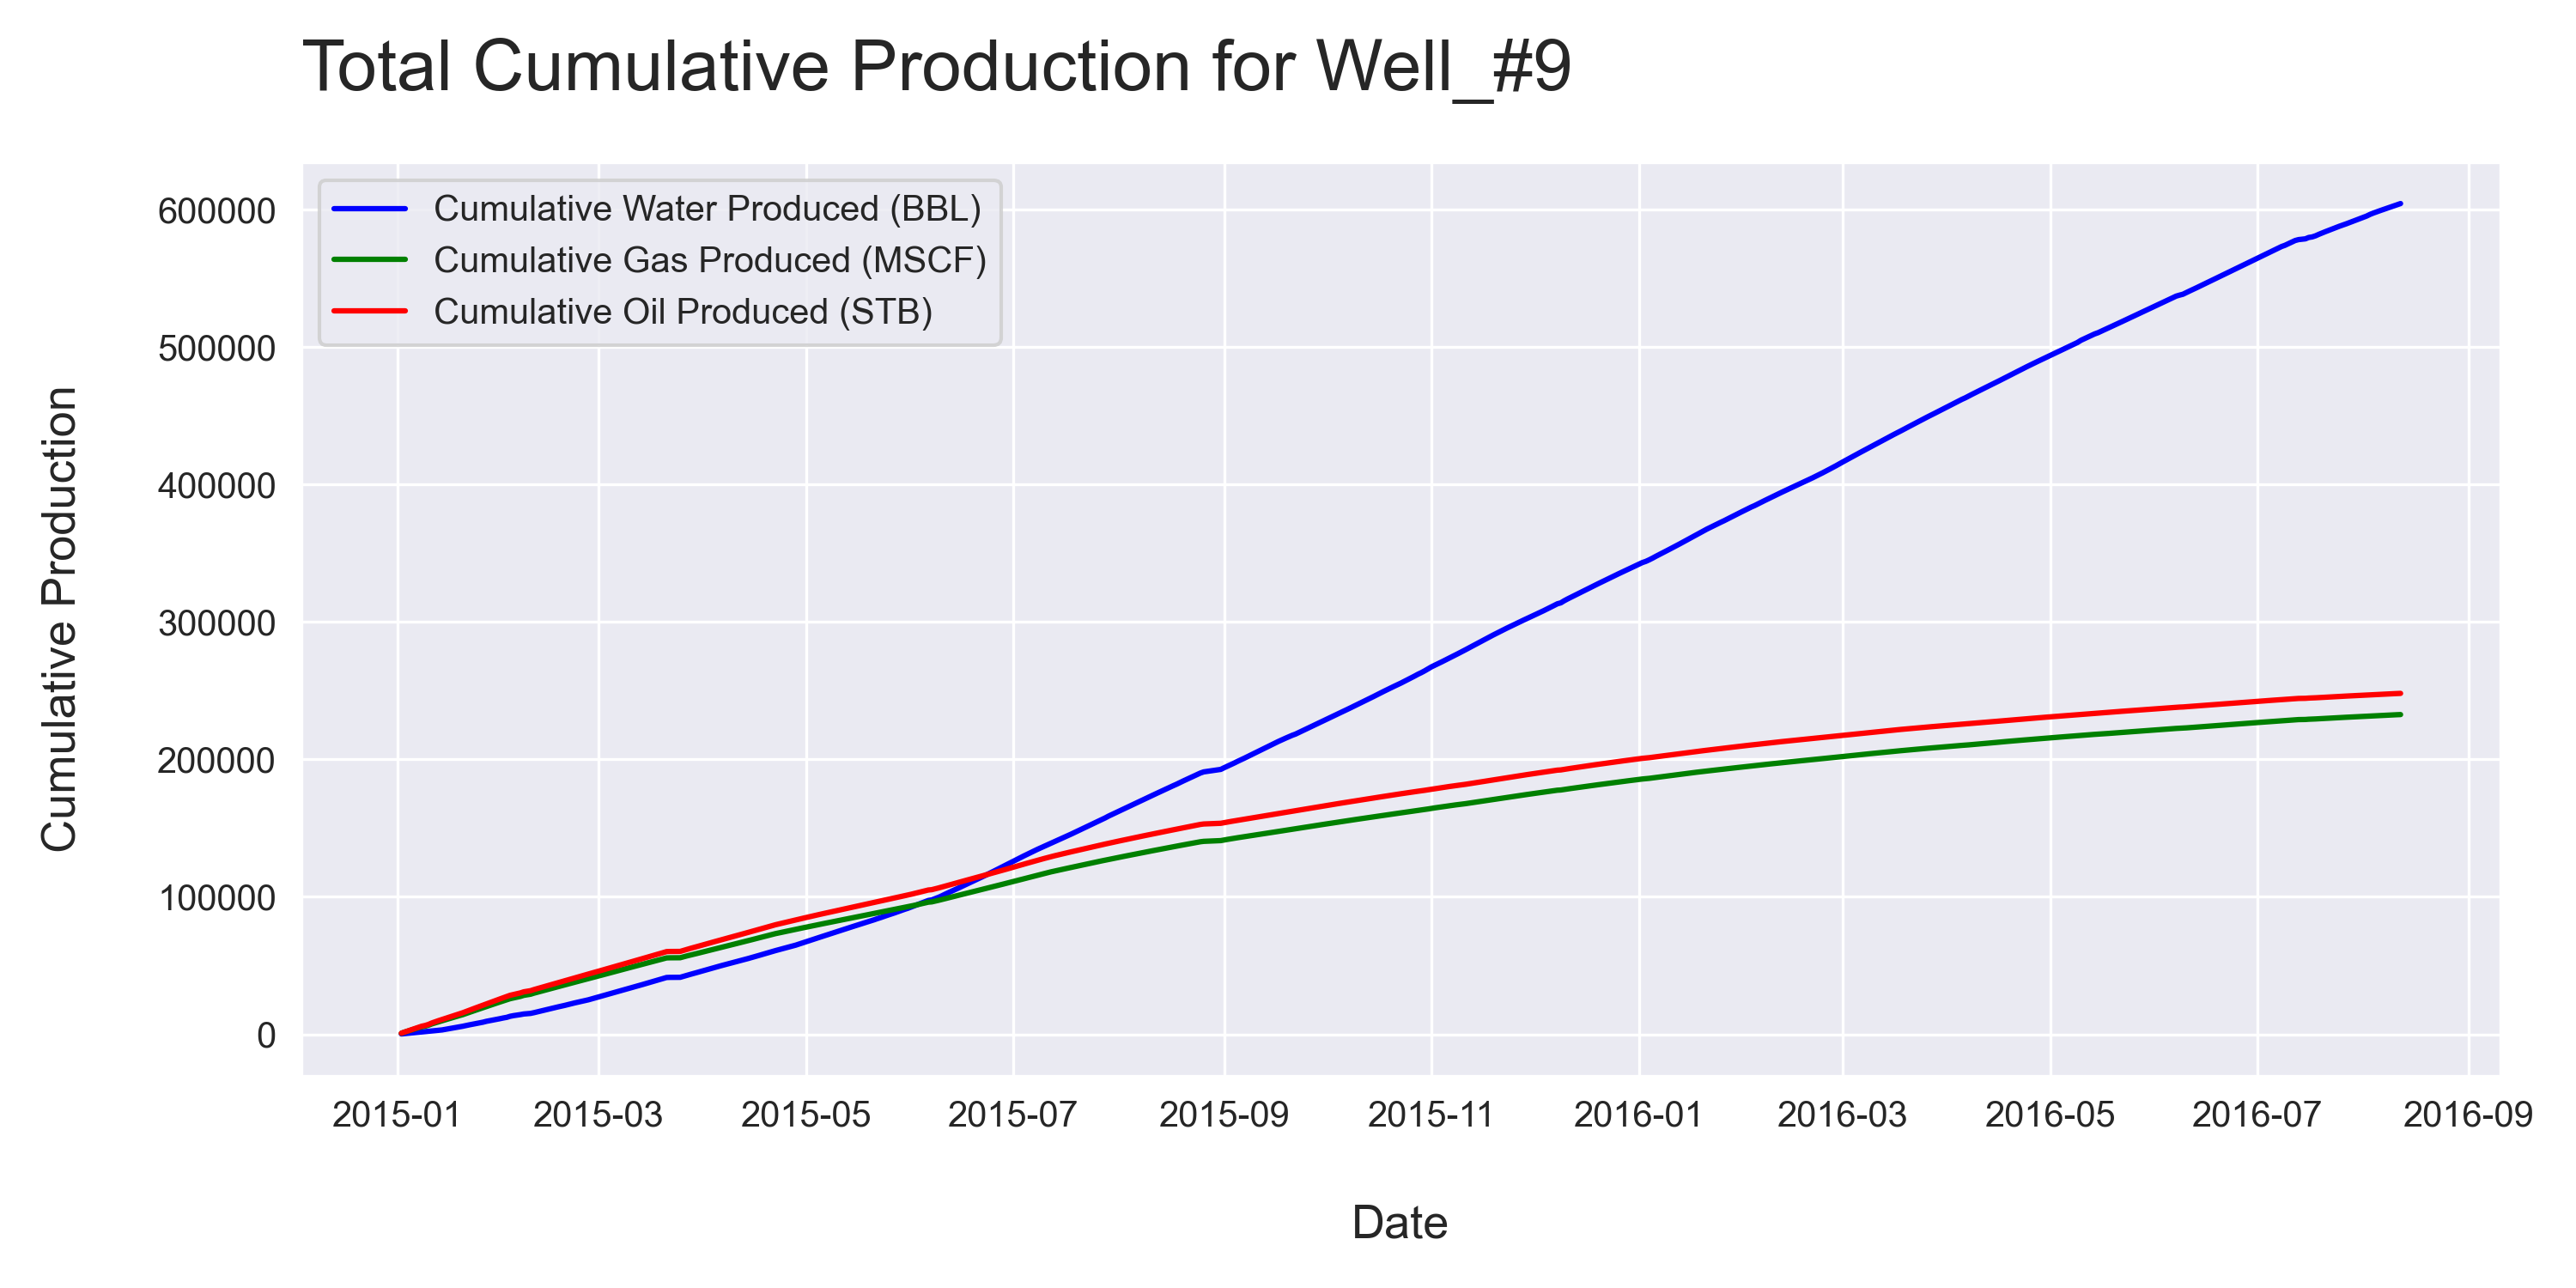 Total Cumulative Production for Well_#9
Cumulative Water Produced (BBL)
Cumulative Gas Produced (MSCF)
Cumulative Oil Produced (STB)
Cumulative Production
600000
500000
400000
300000
200000
100000
0
2015-01 2015-03 2015-05 2015-07 2015-09 2015-11 2016-01 2016-03 2016-05 2016-07 2016-09
Date